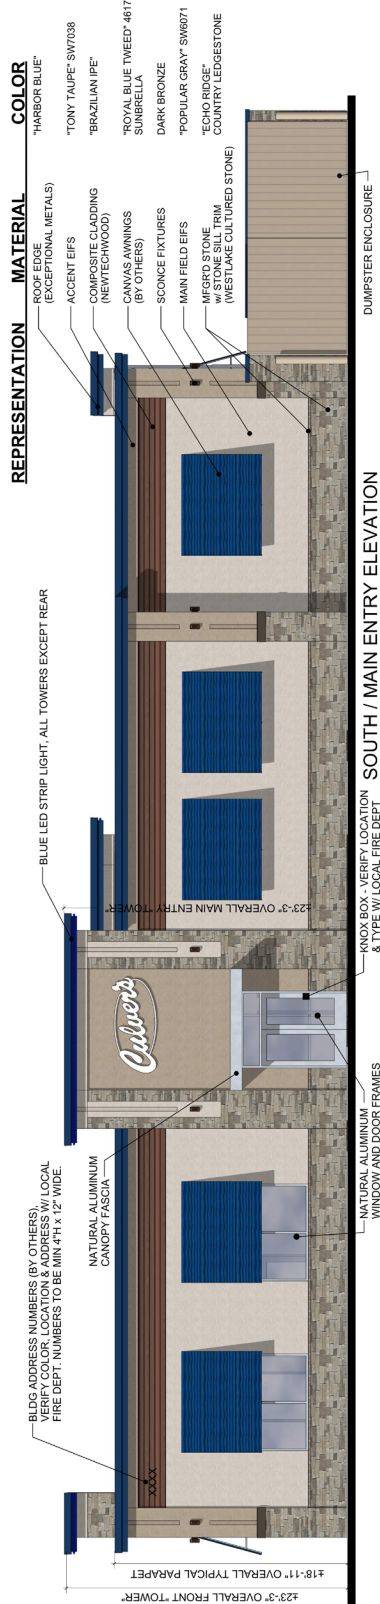 REPRESENTATION MATERIAL COLOR
ROOF EDGE "HARBOR BLUE"
(EXCEPTIONAL METALS)
ACCENT EIFS "TONY TAUPE" SW7038
COMPOSITE CLADDING "BRAZILIAN IPE"
(NEWTECHWOOD)
CANVAS AWNINGS "ROYAL BLUE TWEED" 4617
(BY OTHERS) SUNBRELLA
SCONCE FIXTURES DARK BRONZE
MAIN FIELD EIFS "POPULAR GRAY" SW6071
MFGR'D STONE "ECHO RIDGE"
W/ STONE SILL TRIM COUNTRY LEDGESTONE
(WESTLAKE CULTURED STONE)
BLUE LED STRIP LIGHT, ALL TOWERS EXCEPT REAR
BLDG ADDRESS NUMBERS (BY OTHERS),
VERIFY COLOR, LOCATION & ADDRESS W/ LOCAL
FIRE DEPT. NUMBERS TO BE MIN 4"H x 12" WIDE.
NATURAL ALUMINUM
CANOPY FASCIA
XXXX
Culver's
±23'-3" OVERALL FRONT "TOWER"
±18'-11" OVERALL TYPICAL PARAPET
±23'-3" OVERALL MAIN ENTRY "TOWER"
NATURAL ALUMINUM
WINDOW AND DOOR FRAMES
KNOX BOX - VERIFY LOCATION
& TYPE W/ LOCAL FIRE DEPT
DUMPSTER ENCLOSURE
SOUTH / MAIN ENTRY ELEVATION